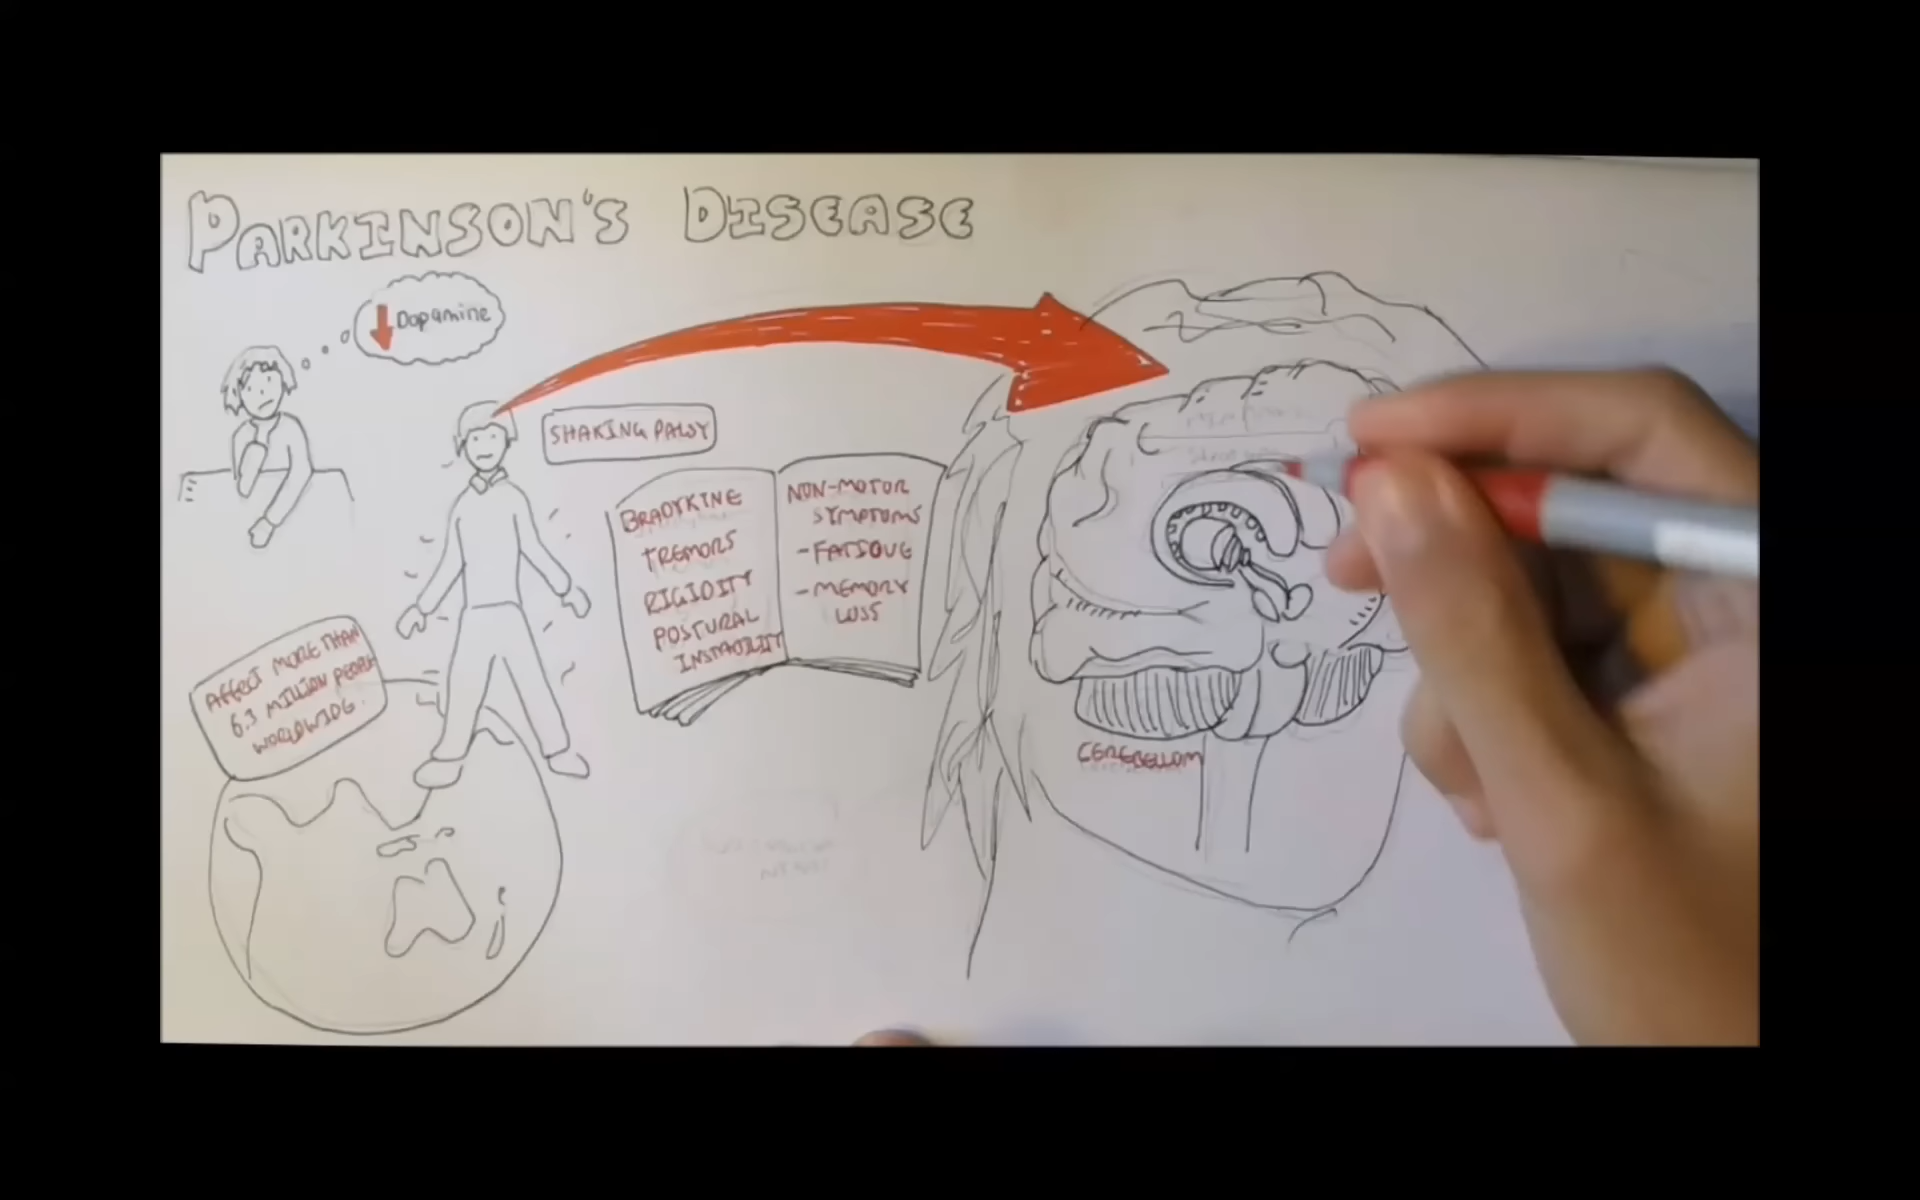 PARKINSON'S DISEASE
Dopamine
SHAKING PALSY
BRADYKINE
TREMORS
RIGIDITY
POSTURAL
INSTABILITY
NON-MOTOR
SYMPTOMS
-FATIGUE
-MEMORY
LOSS
AFFECT MORE THAN
6.3 MILLION PEOPLE
WORLDWIDE.
CEREBELLUM